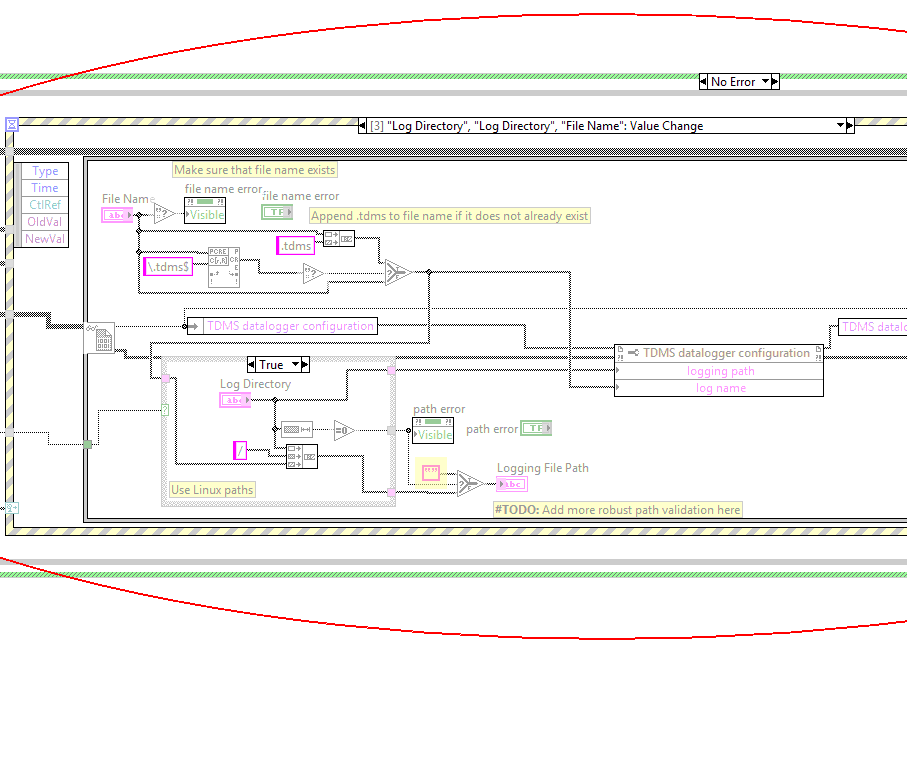 No Error
[3] "Log Directory", "Log Directory", "File Name": Value Change
Type
Time
CtlRef
OldVal
NewVal
Make sure that file name exists
File Name
abc
file name error
Visible
file name error
TF
Append .tdms to file name if it does not already exist
.tdms
\.tdms$
TDMS datalogger configuration
TDMS datalo
True
Log Directory
abc
/
Use Linux paths
path error
Visible
path error
TF
Logging File Path
abc
#TODO: Add more robust path validation here
TDMS datalogger configuration
logging path
log name